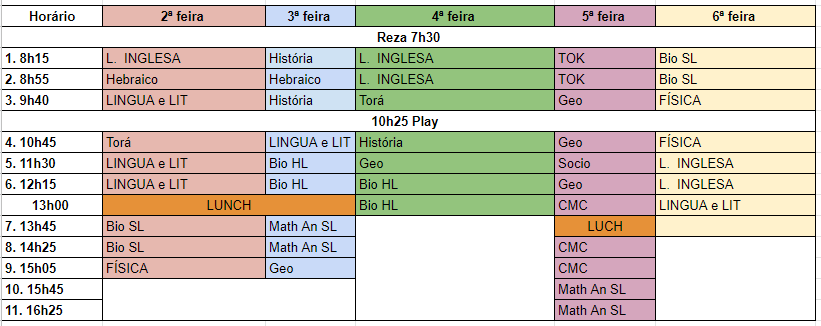 Horário 2ª feira 3ª feira 4ª feira 5ª feira 6ª feira
Reza 7h30
1. 8h15 L. INGLESA História L. INGLESA TOK Bio SL
2. 8h55 Hebraico Hebraico L. INGLESA TOK Bio SL
3. 9h40 LINGUA e LIT História Torá Geo FÍSICA
10h25 Play
4. 10h45 Torá LINGUA e LIT História Geo FÍSICA
5. 11h30 LINGUA e LIT Bio HL Geo Socio L. INGLESA
6. 12h15 LINGUA e LIT Bio HL Bio HL Geo L. INGLESA
13h00 LUNCH Bio HL CMC LINGUA e LIT
7. 13h45 Bio SL Math An SL LUCH
8. 14h25 Bio SL Math An SL CMC
9. 15h05 FÍSICA Geo CMC
10. 15h45 Math An SL
11. 16h25 Math An SL